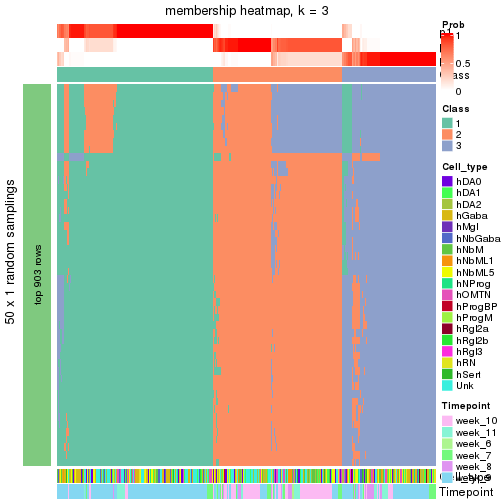 membership heatmap, k = 3
Prob
1
0.5
0
Class
1
2
3
Cell_type
hDA0
hDA1
hDA2
hGaba
hMgl
hNbGaba
hNbM
hNbML1
hNbML5
hNProg
hOMTN
hProgBP
hProgM
hRgl2a
hRgl2b
hRgl3
hRN
hSert
Unk
Timepoint
week_10
week_11
week_6
week_7
week_8
50 x 1 random samplings
top 903 rows
Timepoint